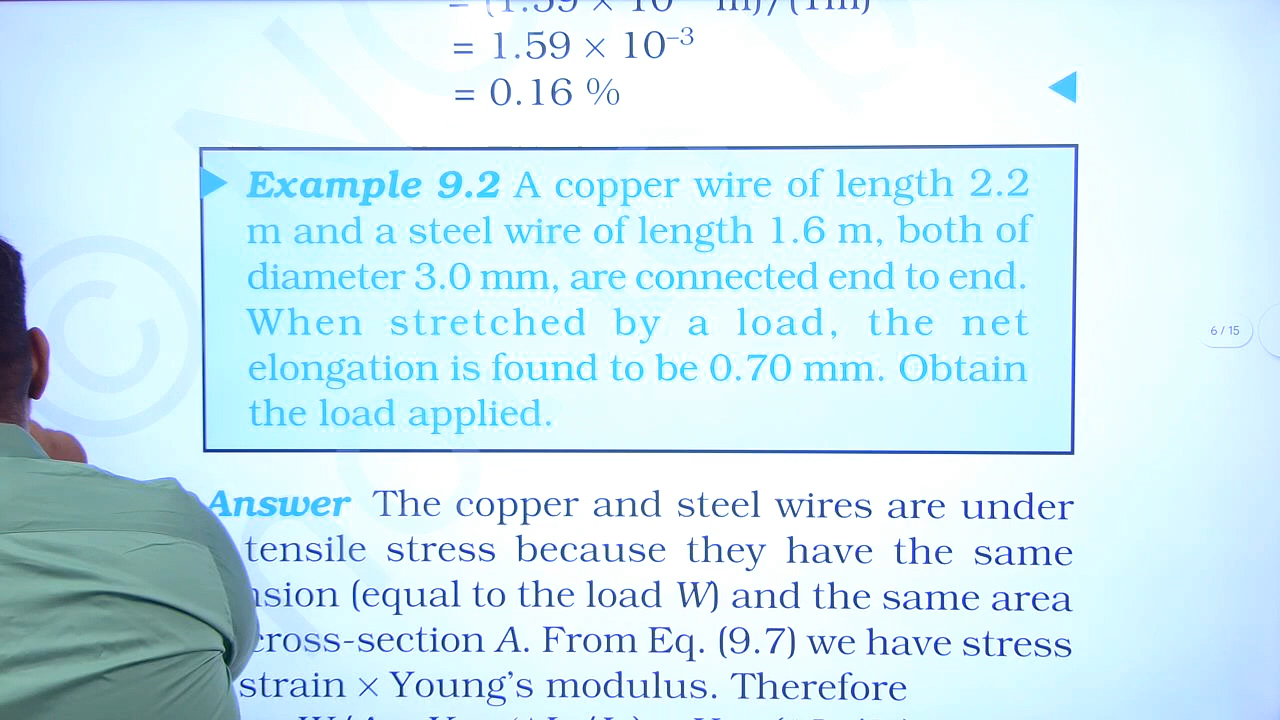 = 1.59 × 10⁻³
= 0.16 %
Example 9.2 A copper wire of length 2.2
m and a steel wire of length 1.6 m, both of
diameter 3.0 mm, are connected end to end.
When stretched by a load, the net
elongation is found to be 0.70 mm. Obtain
the load applied.
6 / 15
Answer The copper and steel wires are under
tensile stress because they have the same
(equal to the load W) and the same area
cross-section A. From Eq. (9.7) we have stress
strain × Young's modulus. Therefore